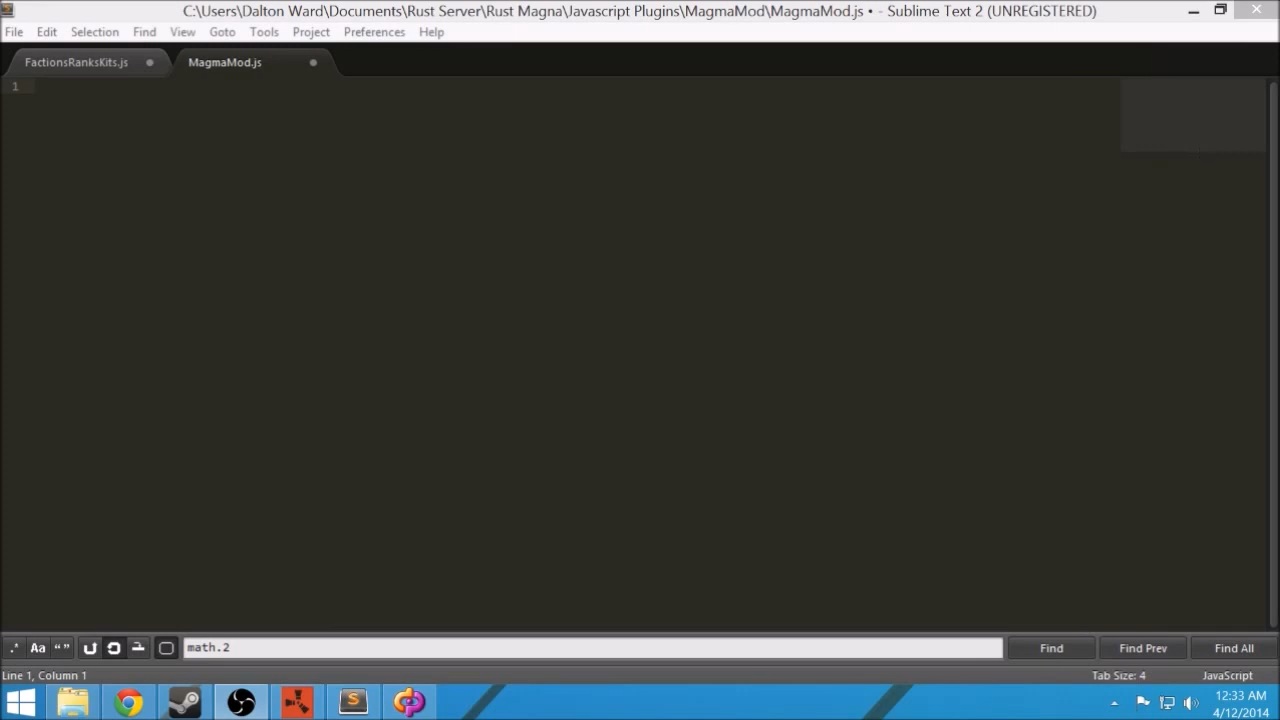 C:\Users\Dalton Ward\Documents\Rust Server\Rust Magna\Javascript Plugins\MagmaMod\MagmaMod.js • - Sublime Text 2 (UNREGISTERED)
File Edit Selection Find View Goto Tools Project Preferences Help
FactionsRanksKits.js MagmaMod.js
1
.* Aa “ ” math.2 Find Find Prev Find All
Line 1, Column 1 Tab Size: 4 JavaScript
12:33 AM
4/12/2014